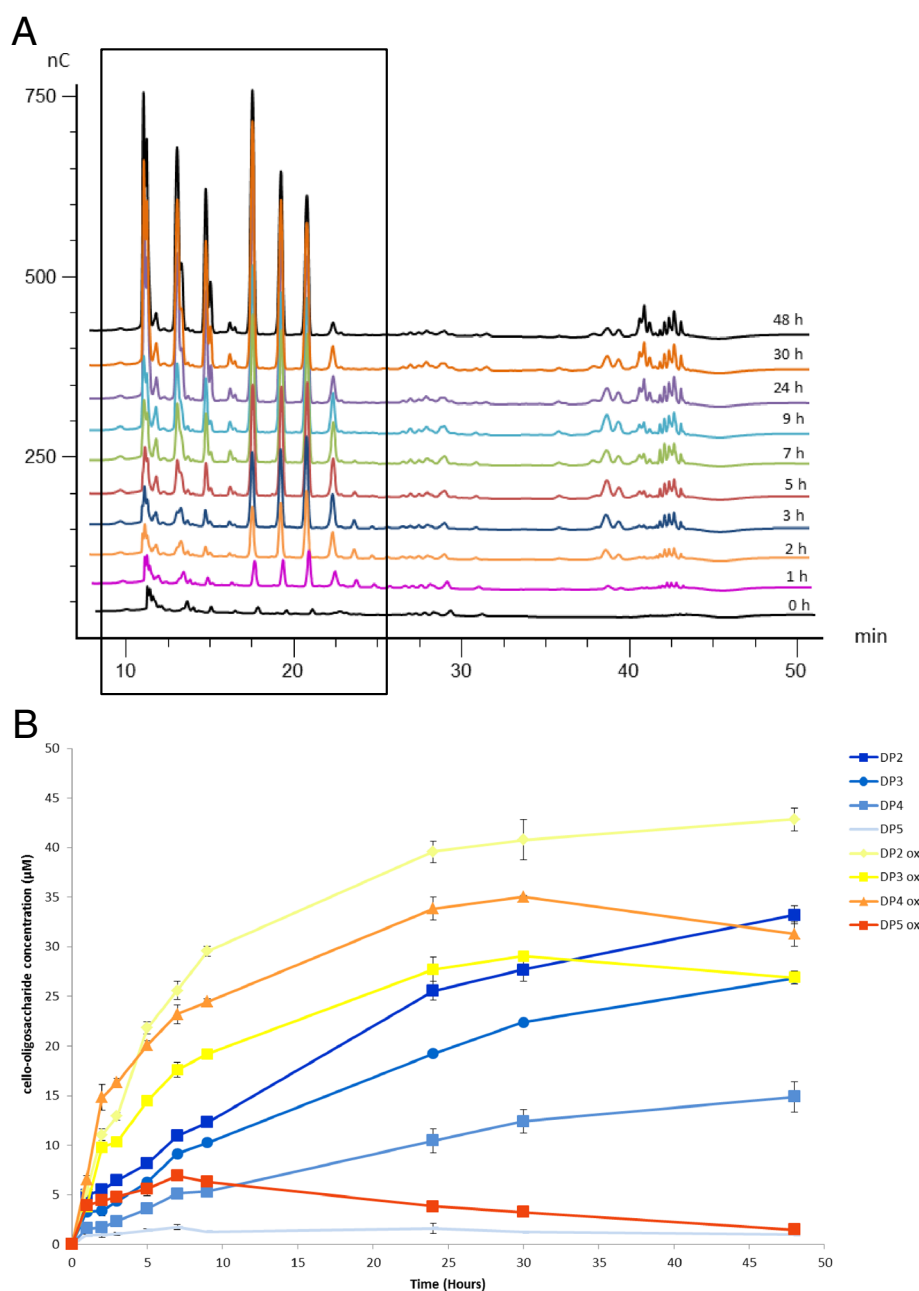 A
nC
750
500
250
48 h
30 h
24 h
9 h
7 h
5 h
3 h
2 h
1 h
0 h
min
10 20 30 40 50
B
50
45
40
35
30
25
20
15
10
5
0
cello-oligosaccharide concentration (µM)
0 5 10 15 20 25 30 35 40 45 50
Time (Hours)
DP2
DP3
DP4
DP5
DP2 ox
DP3 ox
DP4 ox
DP5 ox